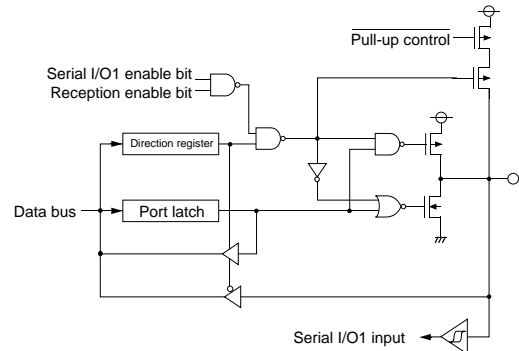 Pull-up control
Serial I/O1 enable bit
Reception enable bit
Direction register
Data bus
Port latch
Serial I/O1 input